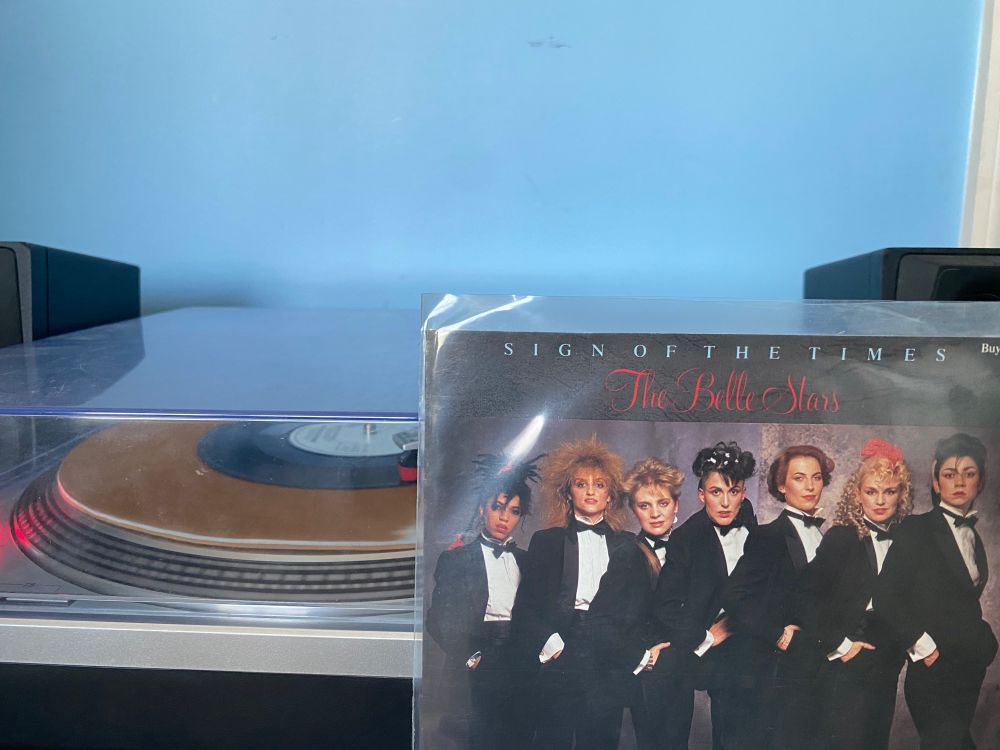 SIGN OF THE TIMES
Buy
The Belle Stars